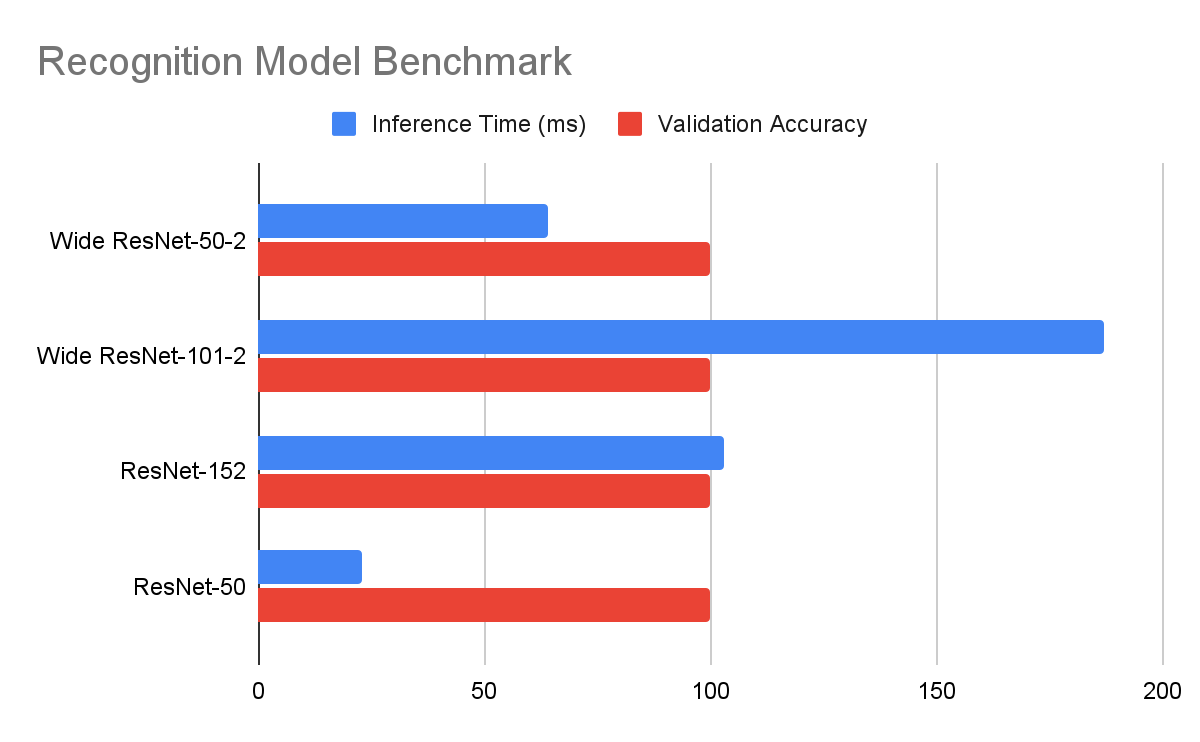 Recognition Model Benchmark
Inference Time (ms) Validation Accuracy
Wide ResNet-50-2
Wide ResNet-101-2
ResNet-152
ResNet-50
0 50 100 150 200